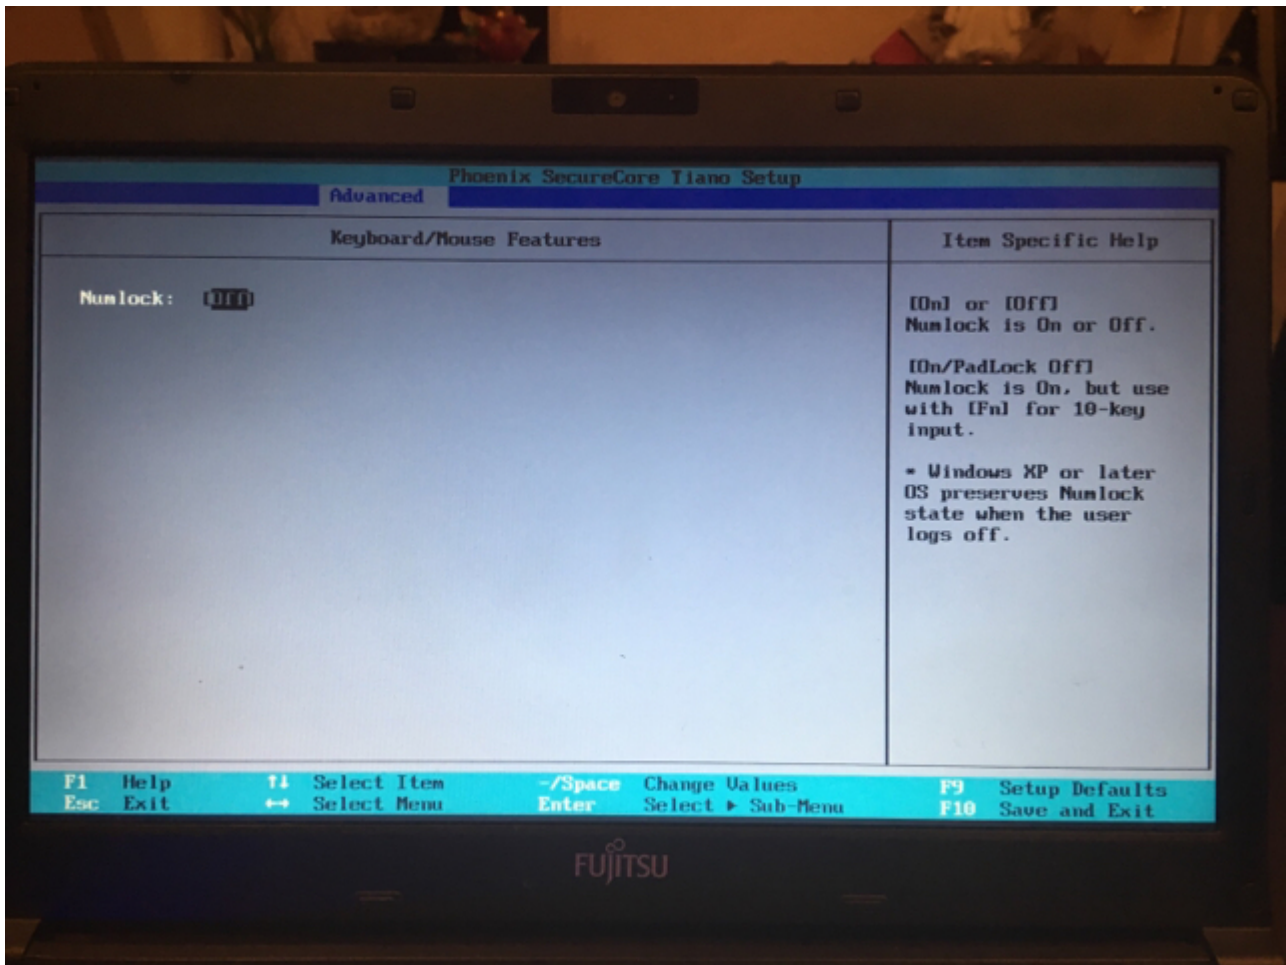 Phoenix SecureCore Tiano Setup
Advanced
Keyboard/Mouse Features
Numlock: [Off]
Item Specific Help
[On] or [Off]
Numlock is On or Off.
[On/PadLock Off]
Numlock is On, but use
with [Fn] for 10-key
input.
* Windows XP or later
OS preserves Numlock
state when the user
logs off.
F1 Help ↑↓ Select Item -/Space Change Values F9 Setup Defaults
Esc Exit ↔ Select Menu Enter Select ▶ Sub-Menu F10 Save and Exit
FUJITSU